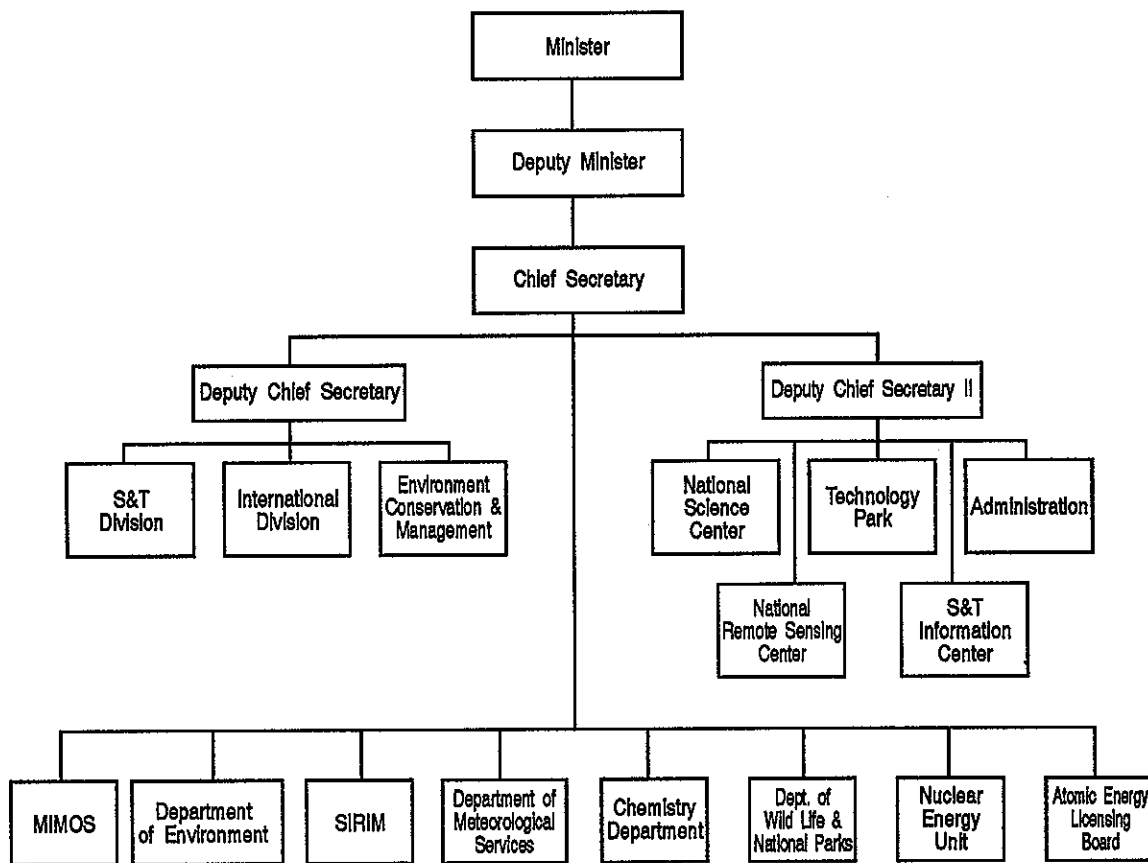 Minister
Deputy Minister
Chief Secretary
Deputy Chief Secretary
Deputy Chief Secretary II
S&T
Division
International
Division
Environment
Conservation &
Management
National
Science
Center
Technology
Park
Administration
National
Remote Sensing
Center
S&T
Information
Center
MIMOS
Department
of Environment
SIRIM
Department of
Meteorological
Services
Chemistry
Department
Dept. of
Wild Life &
National Parks
Nuclear
Energy
Unit
Atomic Energy
Licensing
Board